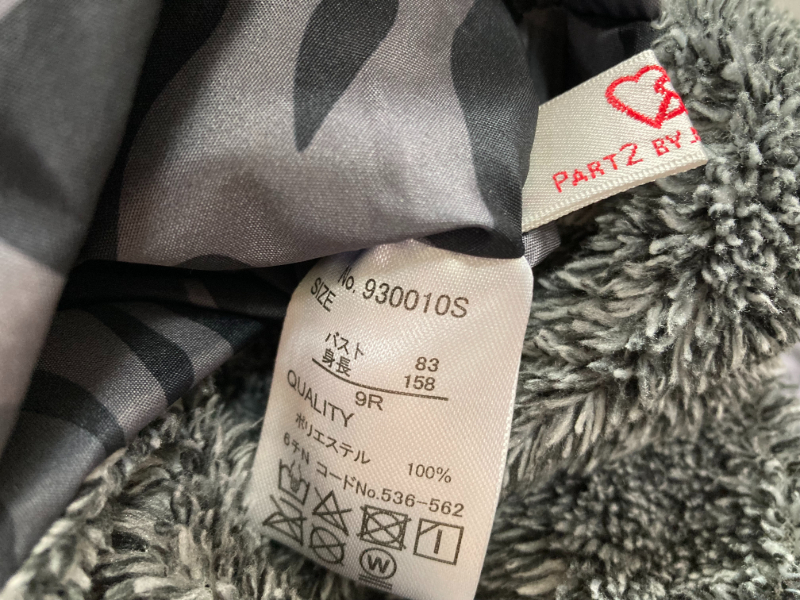 PART2 BY
No. 930010S
SIZE
バスト 83
身長 158
9R
QUALITY
ポリエステル 100%
6チN コードNo.536-562
W